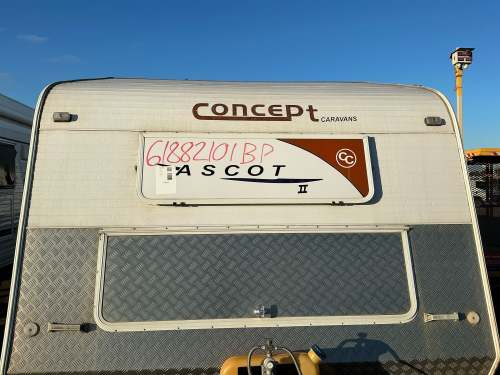 Concept
CARAVANS
61882101BP
ASCOT
II
CC